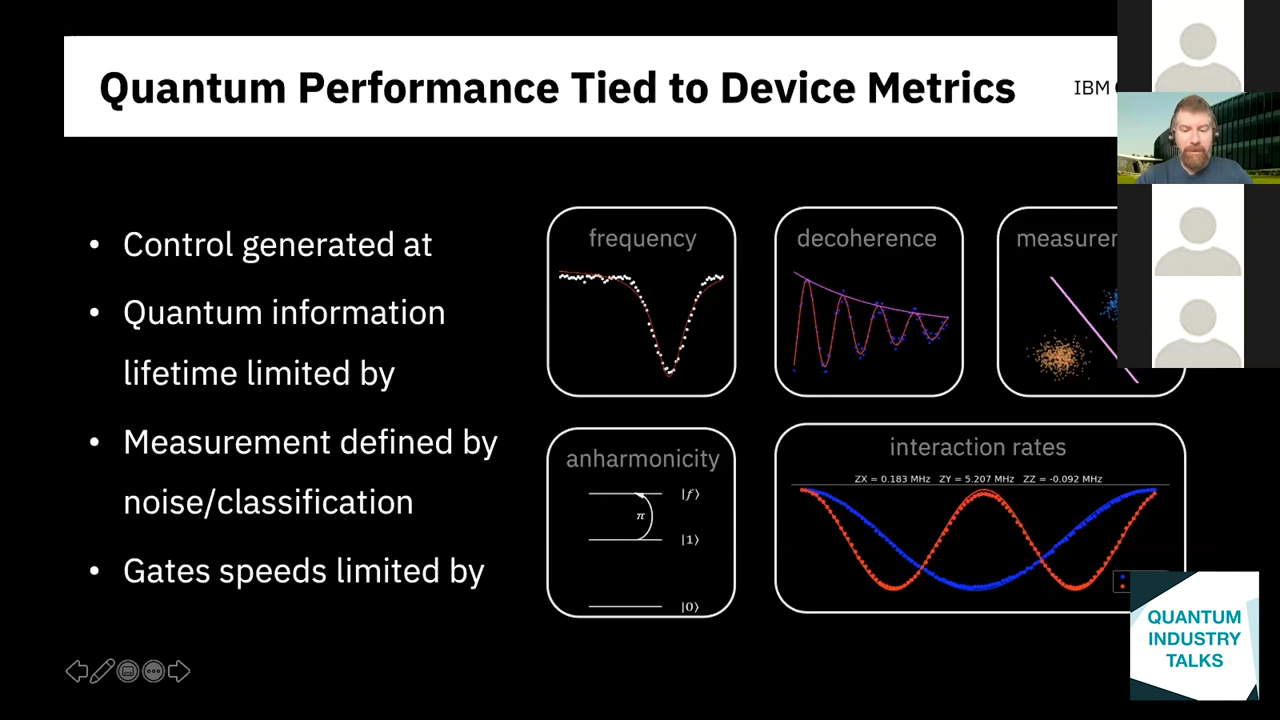 Quantum Performance Tied to Device Metrics
IBM
• Control generated at
• Quantum information
lifetime limited by
• Measurement defined by
noise/classification
• Gates speeds limited by
frequency
decoherence
anharmonicity
|f⟩
π
|1⟩
|0⟩
interaction rates
ZX = 0.183 MHz ZY = 5.207 MHz ZZ = -0.092 MHz
QUANTUM
INDUSTRY
TALKS